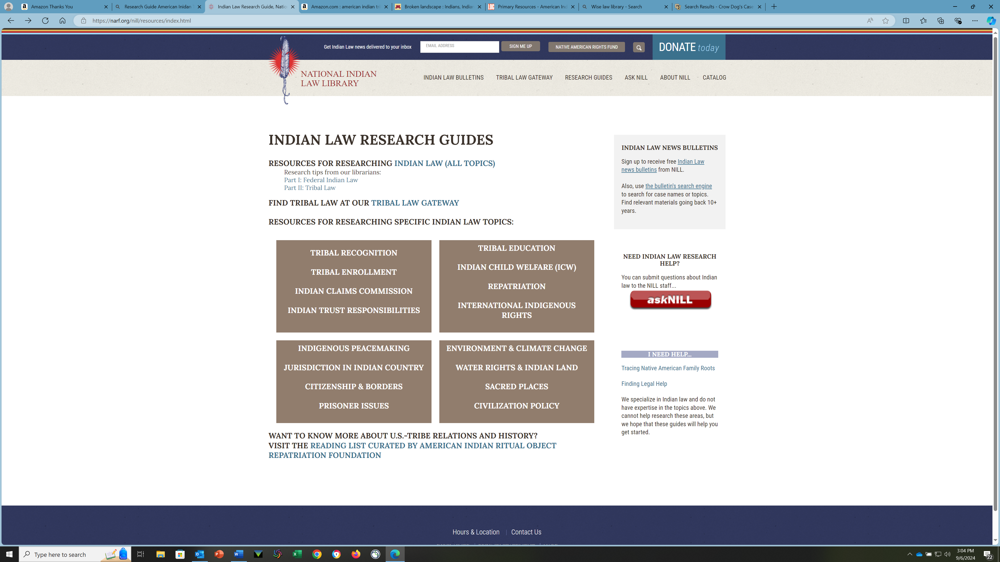 Amazon Thanks You
Research Guide American Inidan
Indian Law Research Guide, Natio
Amazon.com : american indian tri
Broken landscape : Indians, Indian
LOC
Primary Resources - American Ind
Wise law library - Search
Search Results - Crow Dog's Case
https://narf.org/nill/resources/index.html
Get Indian Law news delivered to your inbox
EMAIL ADDRESS
SIGN ME UP
NATIVE AMERICAN RIGHTS FUND
DONATE today
NATIONAL INDIAN
LAW LIBRARY
INDIAN LAW BULLETINS
TRIBAL LAW GATEWAY
RESEARCH GUIDES
ASK NILL
ABOUT NILL
CATALOG
INDIAN LAW RESEARCH GUIDES
RESOURCES FOR RESEARCHING INDIAN LAW (ALL TOPICS)
Research tips from our librarians:
Part I: Federal Indian Law
Part II: Tribal Law
FIND TRIBAL LAW AT OUR TRIBAL LAW GATEWAY
RESOURCES FOR RESEARCHING SPECIFIC INDIAN LAW TOPICS:
TRIBAL RECOGNITION
TRIBAL ENROLLMENT
INDIAN CLAIMS COMMISSION
INDIAN TRUST RESPONSIBILITIES
TRIBAL EDUCATION
INDIAN CHILD WELFARE (ICW)
REPATRIATION
INTERNATIONAL INDIGENOUS
RIGHTS
INDIGENOUS PEACEMAKING
JURISDICTION IN INDIAN COUNTRY
CITIZENSHIP & BORDERS
PRISONER ISSUES
ENVIRONMENT & CLIMATE CHANGE
WATER RIGHTS & INDIAN LAND
SACRED PLACES
CIVILIZATION POLICY
WANT TO KNOW MORE ABOUT U.S.-TRIBE RELATIONS AND HISTORY?
VISIT THE READING LIST CURATED BY AMERICAN INDIAN RITUAL OBJECT
REPATRIATION FOUNDATION
INDIAN LAW NEWS BULLETINS
Sign up to receive free Indian Law
news bulletins from NILL.
Also, use the bulletin's search engine
to search for case names or topics.
Find relevant materials going back 10+
years.
NEED INDIAN LAW RESEARCH
HELP?
You can submit questions about Indian
law to the NILL staff...
askNILL
I NEED HELP...
Tracing Native American Family Roots
Finding Legal Help
We specialize in Indian law and do not
have expertise in the topics above. We
cannot help research these areas, but
we hope that these guides will help you
get started.
Hours & Location
Contact Us
DISCLAIMER | PRIVACY STATEMENT | NARF
Type here to search
3:04 PM
9/6/2024
22